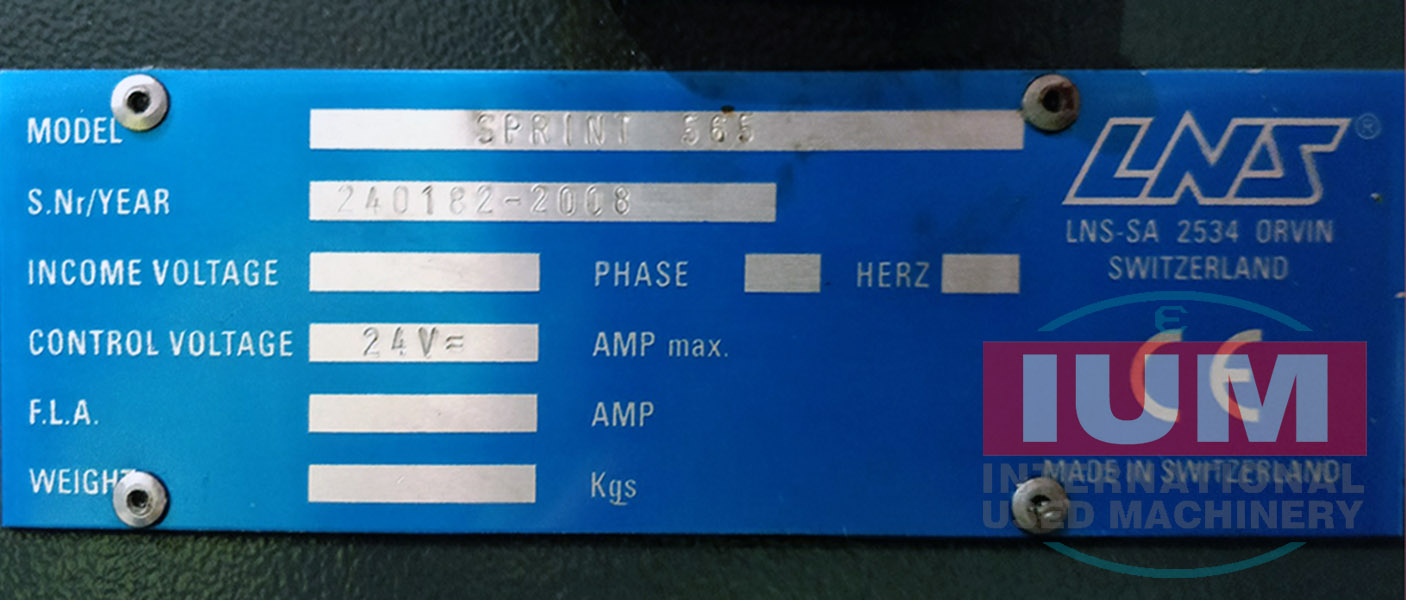 MODEL SPRINT 565
S.Nr/YEAR 240182-2008
INCOME VOLTAGE PHASE HERZ
CONTROL VOLTAGE 24V= AMP max.
F.L.A. AMP
WEIGHT Kgs
LNS®
LNS-SA 2534 ORVIN
SWITZERLAND
CE
MADE IN SWITZERLAND
IUM
INTERNATIONAL
USED MACHINERY